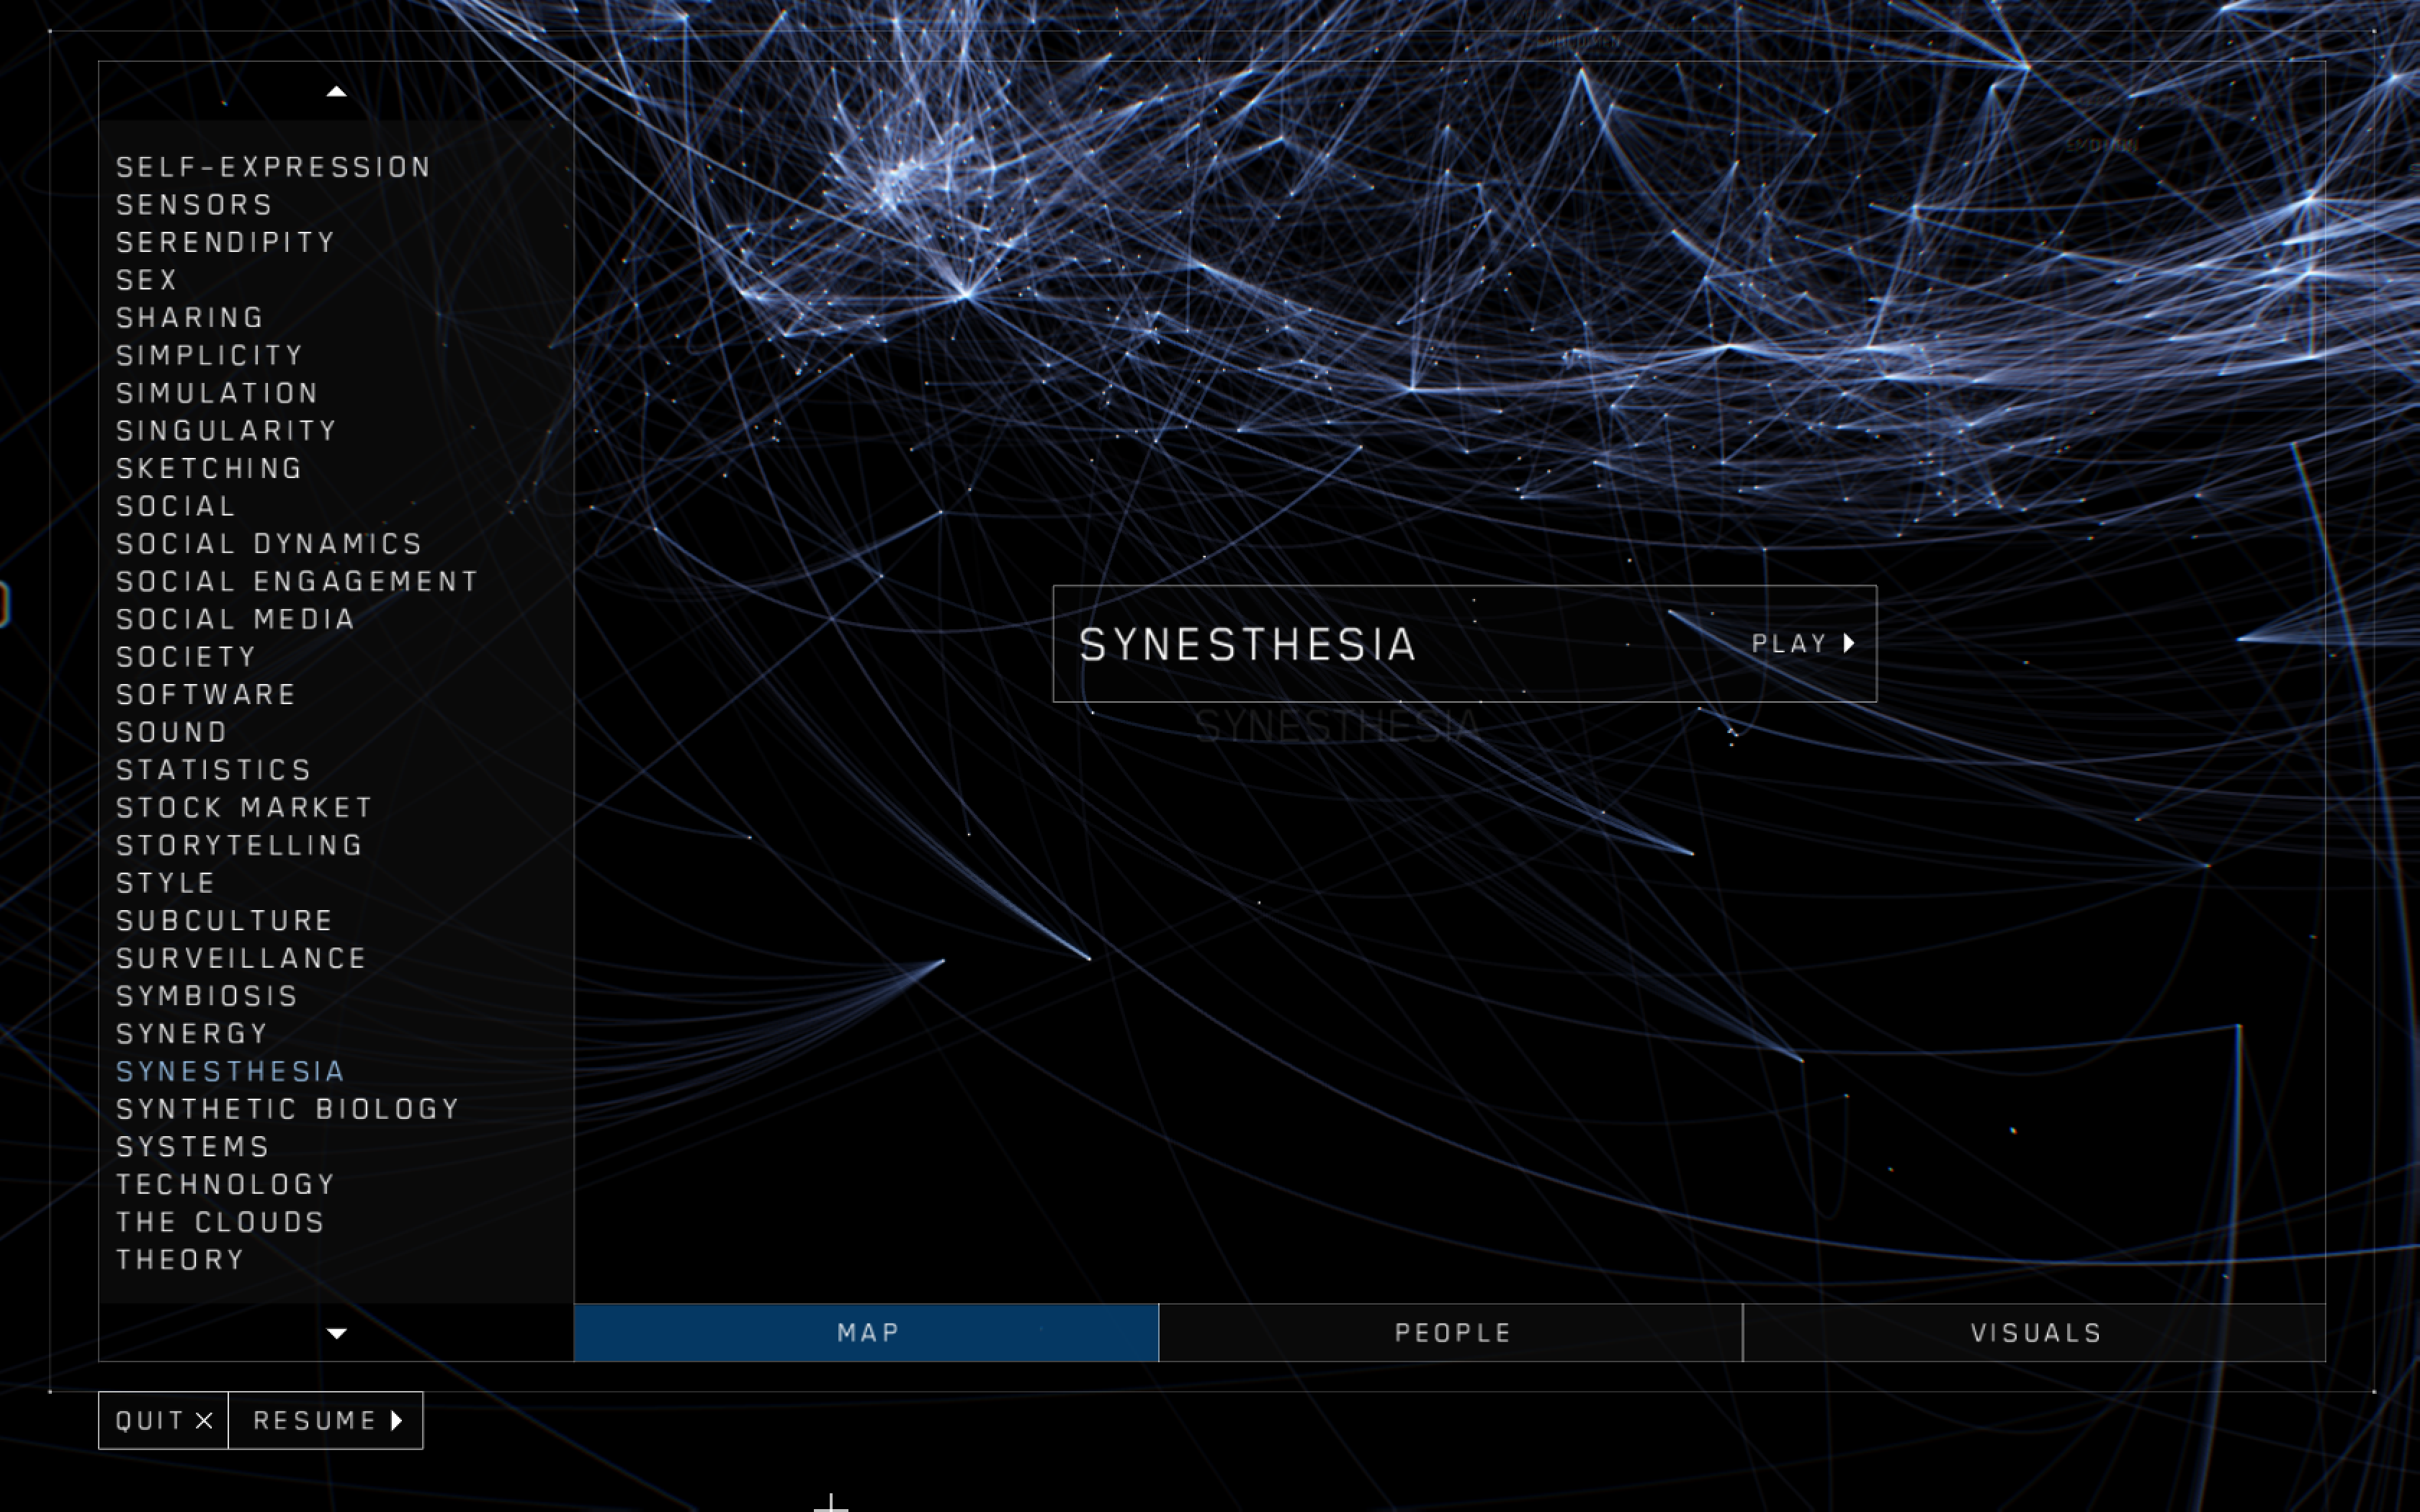 SELF-EXPRESSION
SENSORS
SERENDIPITY
SEX
SHARING
SIMPLICITY
SIMULATION
SINGULARITY
SKETCHING
SOCIAL
SOCIAL DYNAMICS
SOCIAL ENGAGEMENT
SOCIAL MEDIA
SOCIETY
SOFTWARE
SOUND
STATISTICS
STOCK MARKET
STORYTELLING
STYLE
SUBCULTURE
SURVEILLANCE
SYMBIOSIS
SYNERGY
SYNESTHESIA
SYNTHETIC BIOLOGY
SYSTEMS
TECHNOLOGY
THE CLOUDS
THEORY
EMOTION
SYNESTHESIA PLAY
SYNESTHESIA
MAP PEOPLE VISUALS
QUIT RESUME